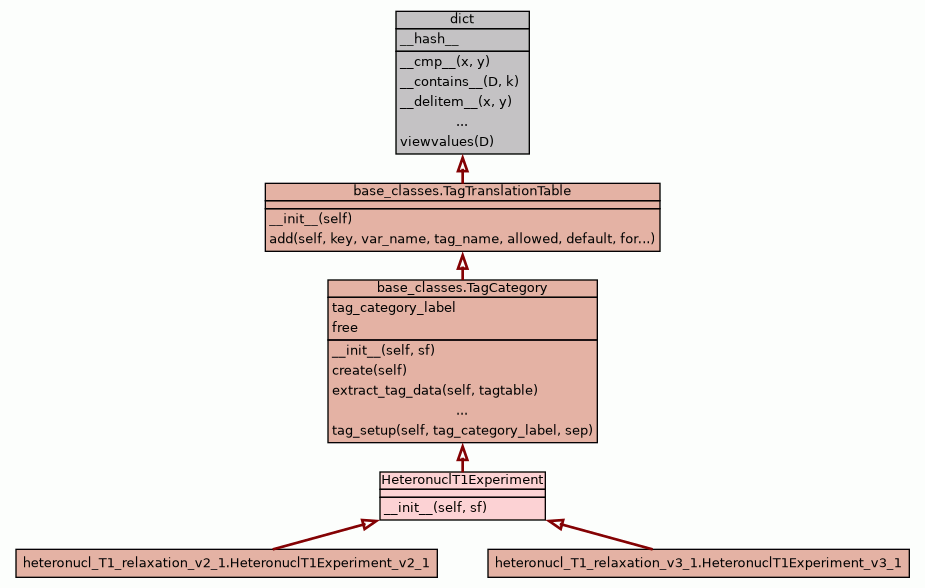 dict
__hash__
__cmp__(x, y)
__contains__(D, k)
__delitem__(x, y)
...
viewvalues(D)
base_classes.TagTranslationTable
__init__(self)
add(self, key, var_name, tag_name, allowed, default, for...)
base_classes.TagCategory
tag_category_label
free
__init__(self, sf)
create(self)
extract_tag_data(self, tagtable)
...
tag_setup(self, tag_category_label, sep)
HeteronuclT1Experiment
__init__(self, sf)
heteronucl_T1_relaxation_v2_1.HeteronuclT1Experiment_v2_1
heteronucl_T1_relaxation_v3_1.HeteronuclT1Experiment_v3_1